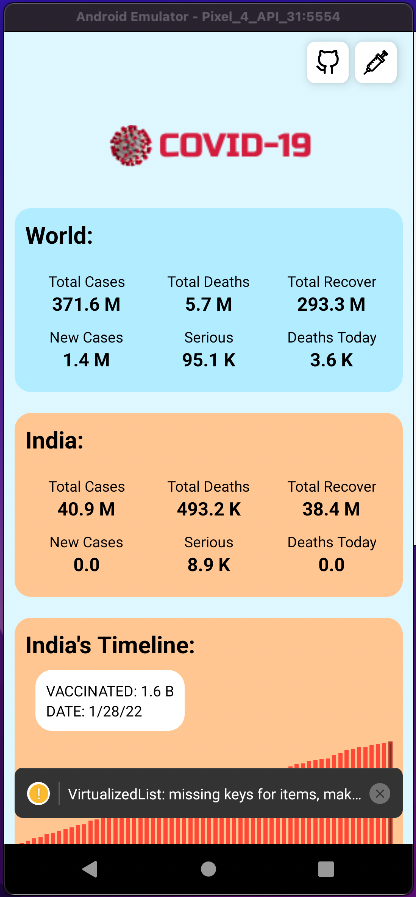 Android Emulator - Pixel_4_API_31:5554
COVID-19
World:
Total Cases Total Deaths Total Recover
371.6 M 5.7 M 293.3 M
New Cases Serious Deaths Today
1.4 M 95.1 K 3.6 K
India:
Total Cases Total Deaths Total Recover
40.9 M 493.2 K 38.4 M
New Cases Serious Deaths Today
0.0 8.9 K 0.0
India's Timeline:
VACCINATED: 1.6 B
DATE: 1/28/22
VirtualizedList: missing keys for items, mak...